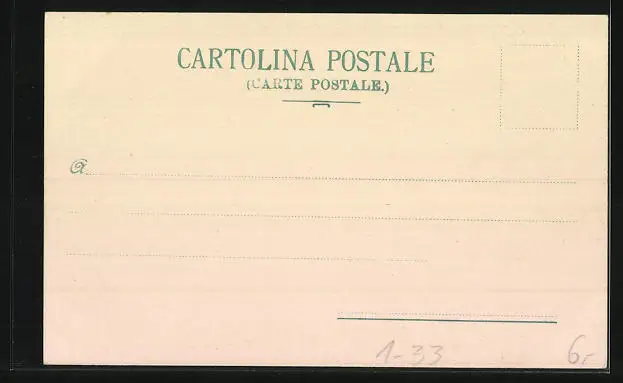 CARTOLINA POSTALE
(CARTE POSTALE.)
a
1-33
6,-